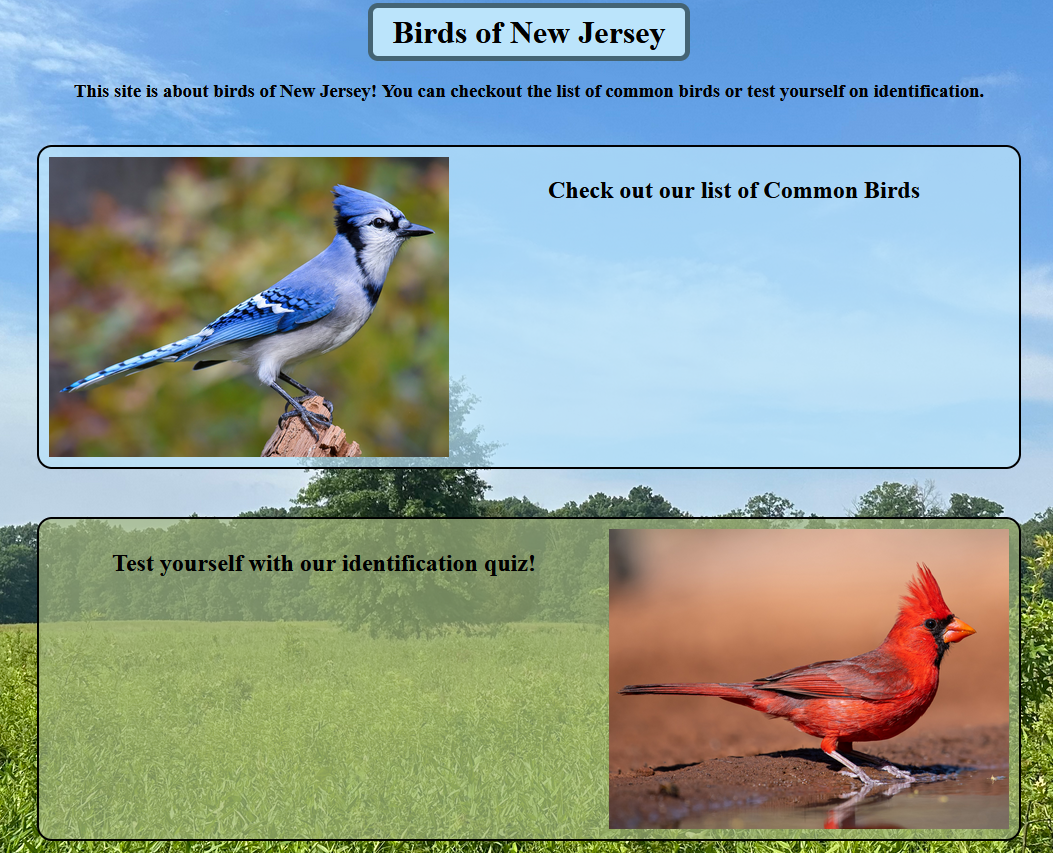 Birds of New Jersey
This site is about birds of New Jersey! You can checkout the list of common birds or test yourself on identification.
Check out our list of Common Birds
Test yourself with our identification quiz!